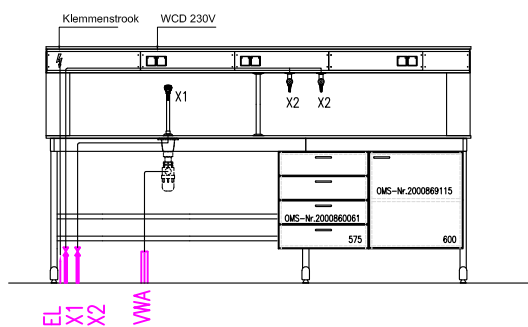 Klemmenstrook
WCD 230V
X1
X2
X2
OMS-Nr.2000869115
OMS-Nr.2000860061
575
600
EL
X1
X2
VWA